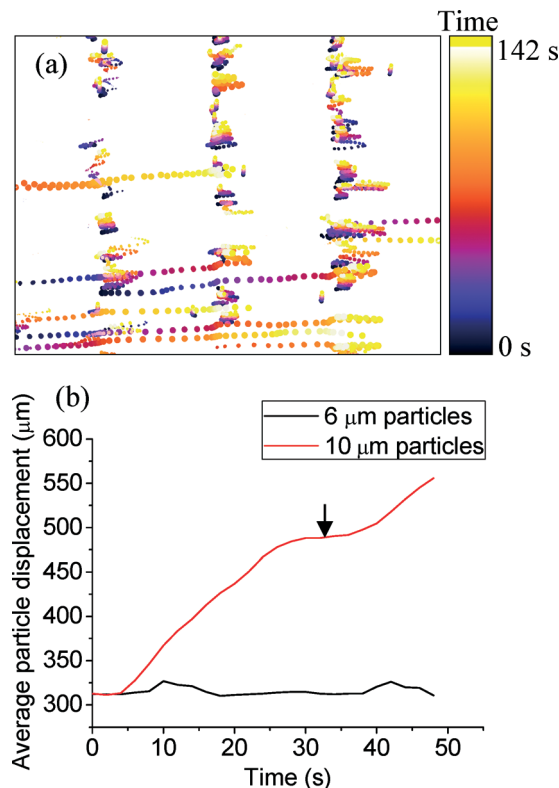 Time
(a)
142 s
0 s
(b)
6 μm particles
10 μm particles
Average particle displacement (μm)
600
550
500
450
400
350
300
0 10 20 30 40 50
Time (s)